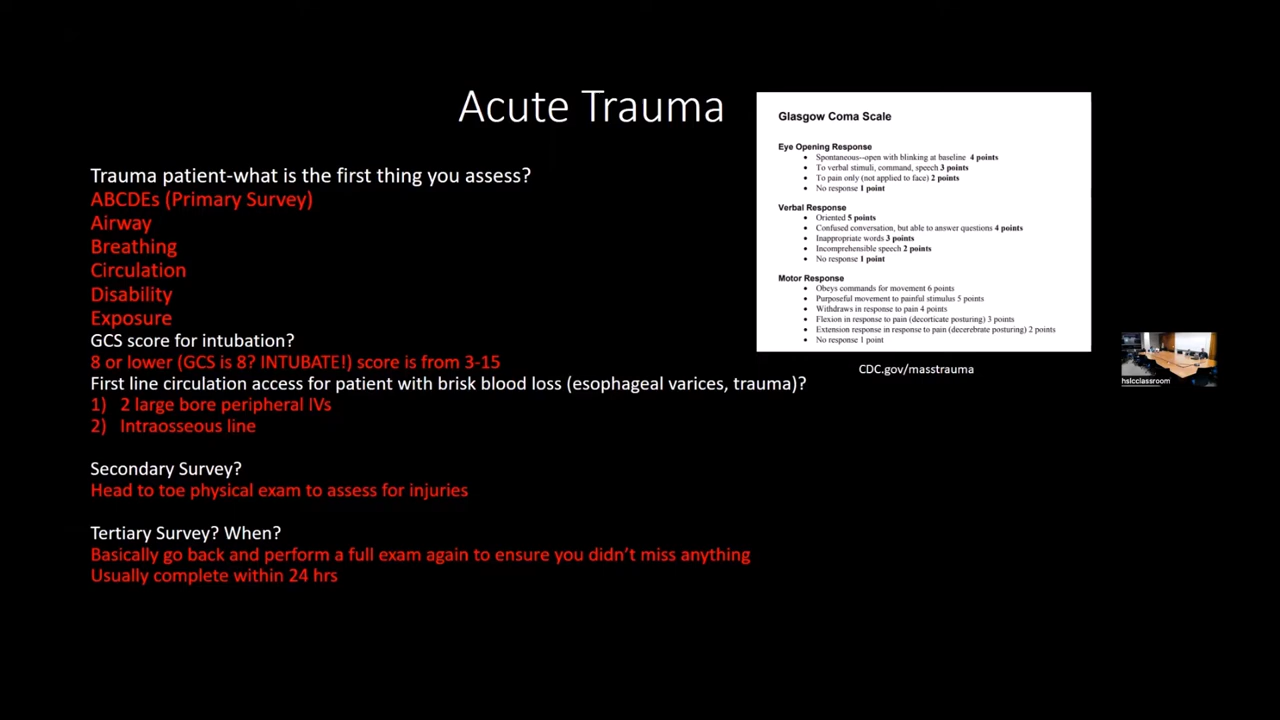 Acute Trauma
Trauma patient-what is the first thing you assess?
ABCDEs (Primary Survey)
Airway
Breathing
Circulation
Disability
Exposure
GCS score for intubation?
8 or lower (GCS is 8? INTUBATE!) score is from 3-15
First line circulation access for patient with brisk blood loss (esophageal varices, trauma)?
1) 2 large bore peripheral IVs
2) Intraosseous line
Secondary Survey?
Head to toe physical exam to assess for injuries
Tertiary Survey? When?
Basically go back and perform a full exam again to ensure you didn’t miss anything
Usually complete within 24 hrs
Glasgow Coma Scale
Eye Opening Response
• Spontaneous--open with blinking at baseline 4 points
• To verbal stimuli, command, speech 3 points
• To pain only (not applied to face) 2 points
• No response 1 point
Verbal Response
• Oriented 5 points
• Confused conversation, but able to answer questions 4 points
• Inappropriate words 3 points
• Incomprehensible speech 2 points
• No response 1 point
Motor Response
• Obeys commands for movement 6 points
• Purposeful movement to painful stimulus 5 points
• Withdraws in response to pain 4 points
• Flexion in response to pain (decorticate posturing) 3 points
• Extension response in response to pain (decerebrate posturing) 2 points
• No response 1 point
CDC.gov/masstrauma
hslcclassroom